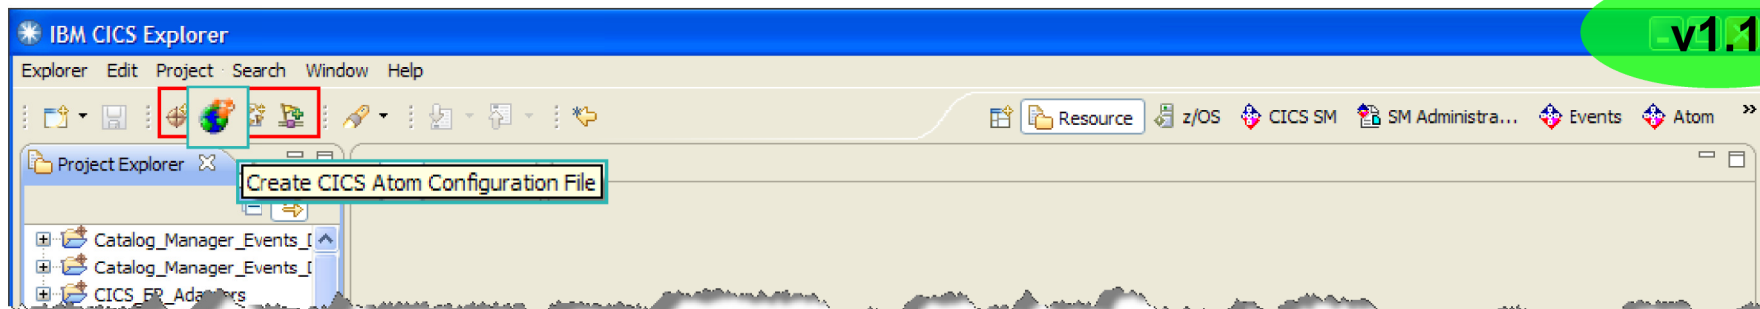 IBM CICS Explorer
v1.1
Explorer Edit Project Search Window Help
Resource z/OS CICS SM SM Administra... Events Atom »
Project Explorer
Create CICS Atom Configuration File
Catalog_Manager_Events_
Catalog_Manager_Events_
CICS_EP_Adapters